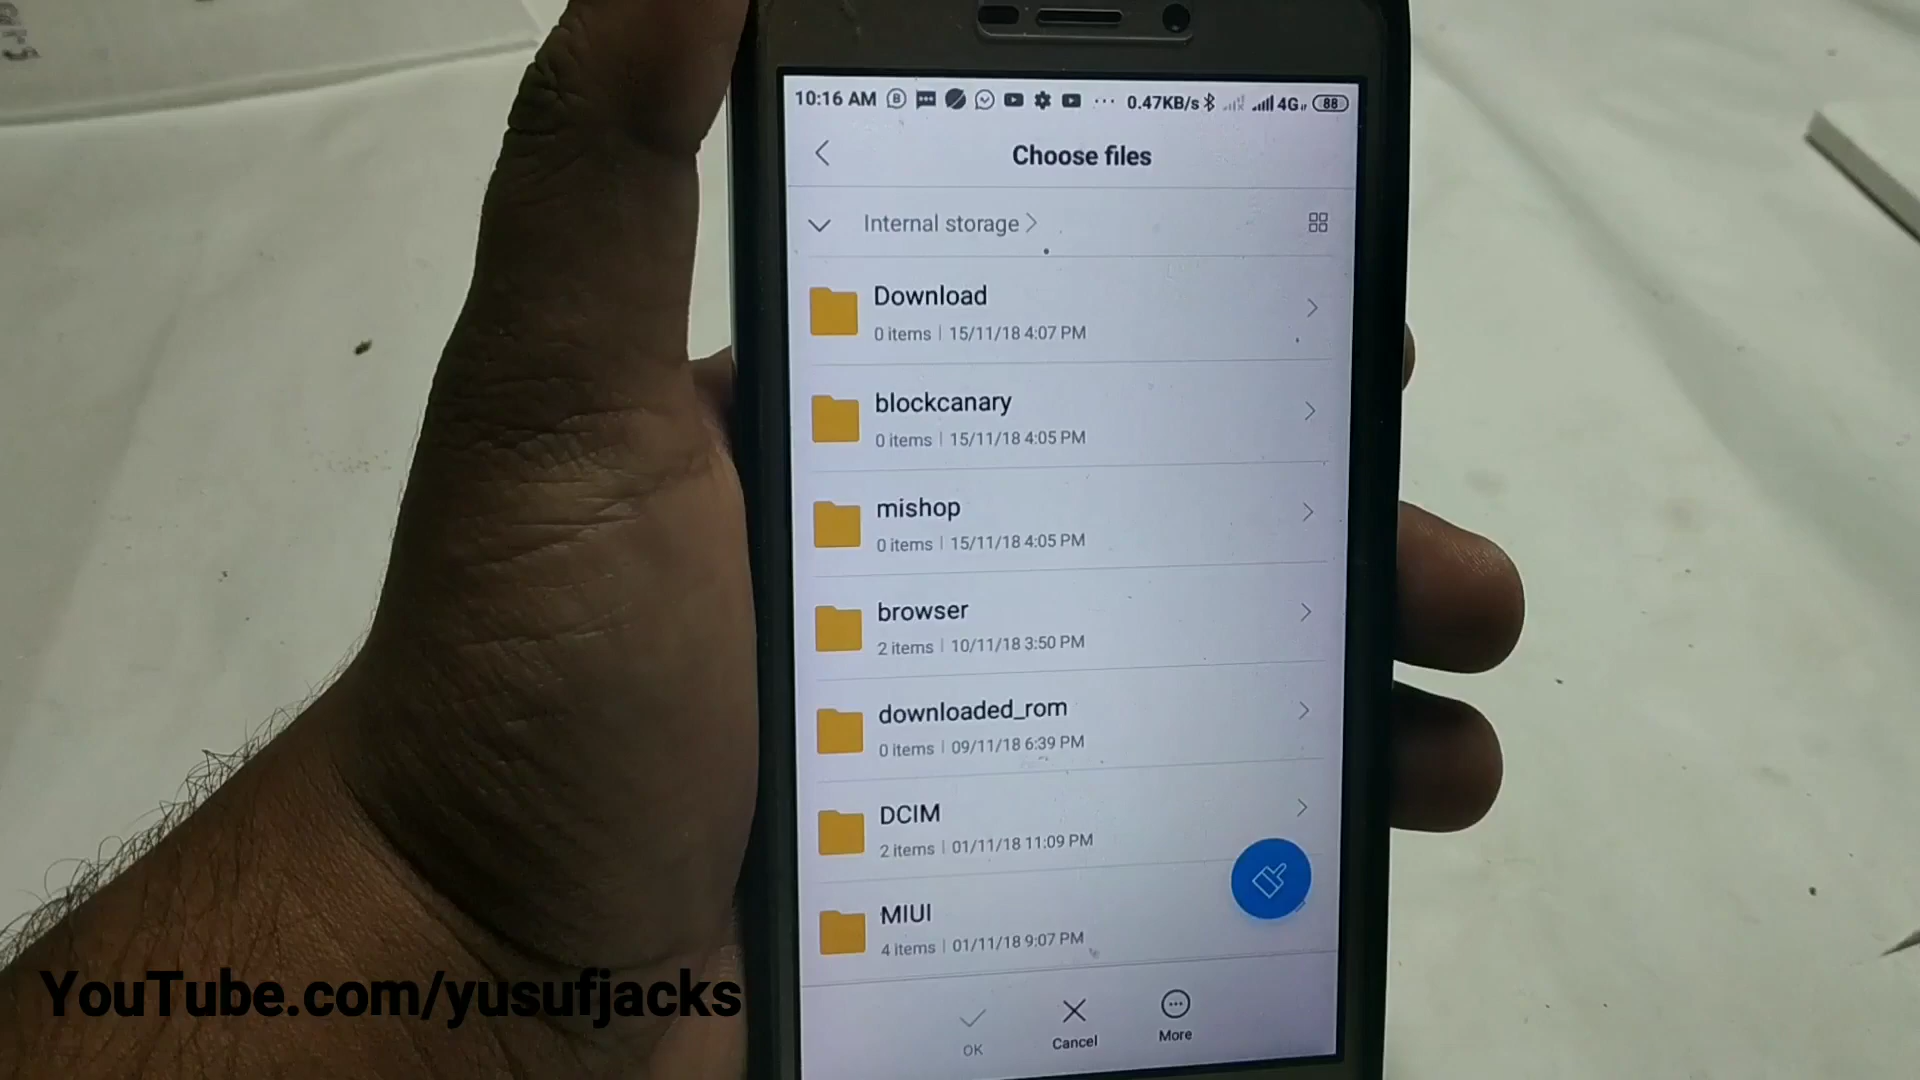 10:16 AM ... 0.47KB/s 4G 88
Choose files
Internal storage
Download
0 items | 15/11/18 4:07 PM
blockcanary
0 items | 15/11/18 4:05 PM
mishop
0 items | 15/11/18 4:05 PM
browser
2 items | 10/11/18 3:50 PM
downloaded_rom
0 items | 09/11/18 6:39 PM
DCIM
2 items | 01/11/18 11:09 PM
MIUI
4 items | 01/11/18 9:07 PM
OK Cancel More
YouTube.com/yusufjacks